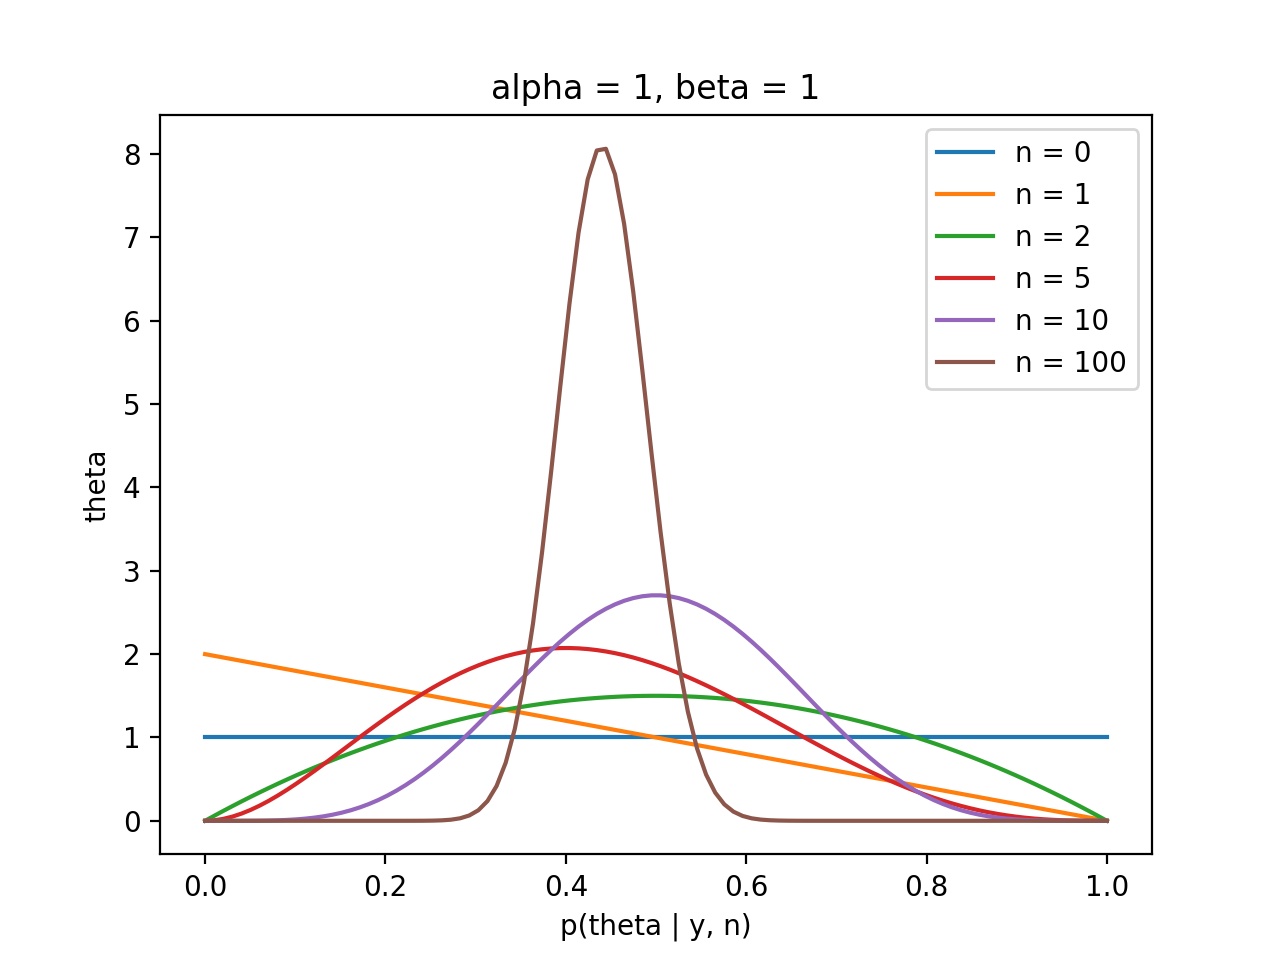 alpha = 1, beta = 1
8
7
6
5
4
3
2
1
0
theta
n = 0
n = 1
n = 2
n = 5
n = 10
n = 100
0.0 0.2 0.4 0.6 0.8 1.0
p(theta | y, n)